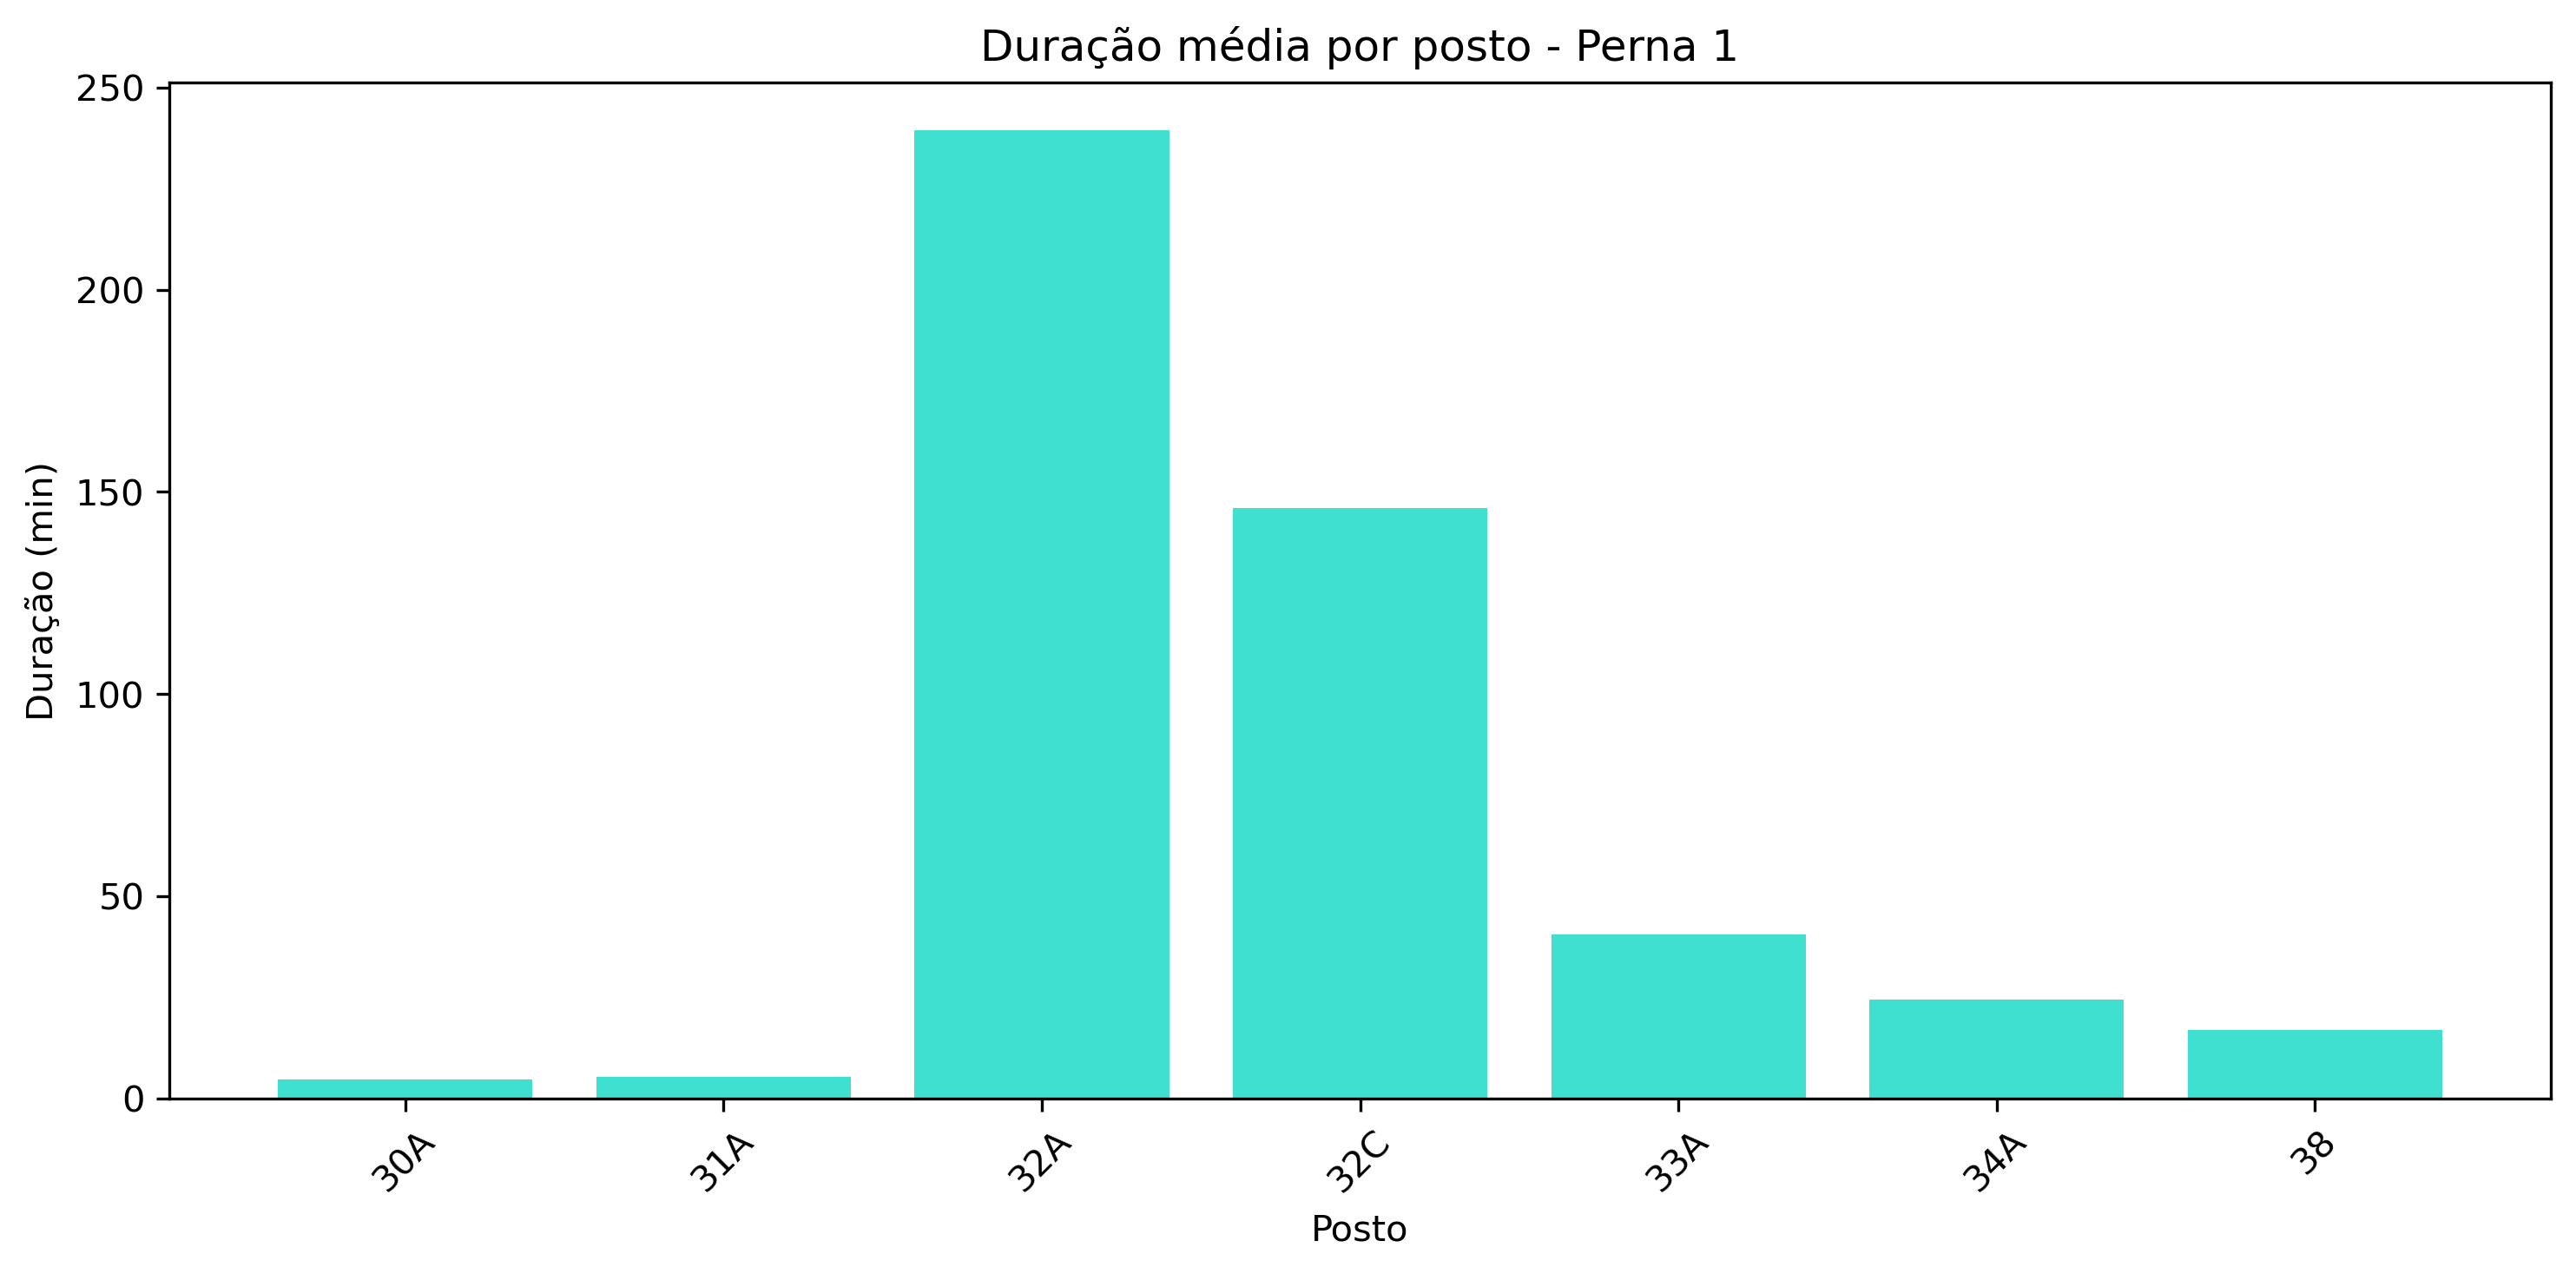 Duração média por posto - Perna 1
Duração (min)
250
200
150
100
50
0
30A
31A
32A
32C
33A
34A
38
Posto